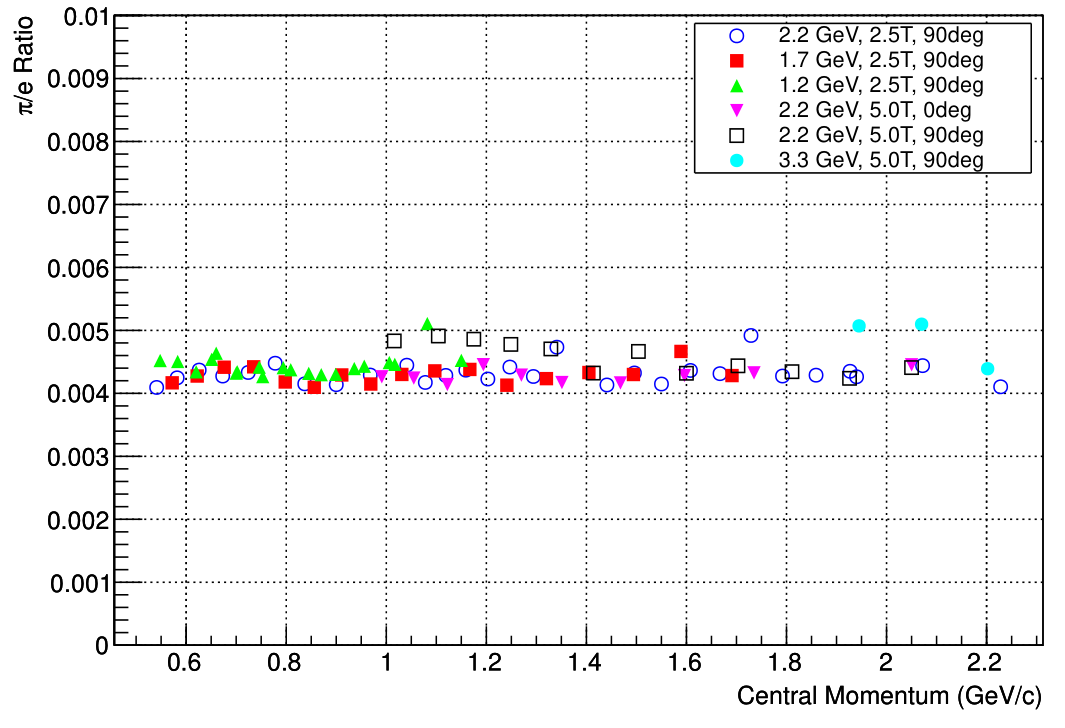 0.01
0.009
0.008
0.007
0.006
0.005
0.004
0.003
0.002
0.001
0
π/e Ratio
2.2 GeV, 2.5T, 90deg
1.7 GeV, 2.5T, 90deg
1.2 GeV, 2.5T, 90deg
2.2 GeV, 5.0T, 0deg
2.2 GeV, 5.0T, 90deg
3.3 GeV, 5.0T, 90deg
0.6 0.8 1 1.2 1.4 1.6 1.8 2 2.2
Central Momentum (GeV/c)